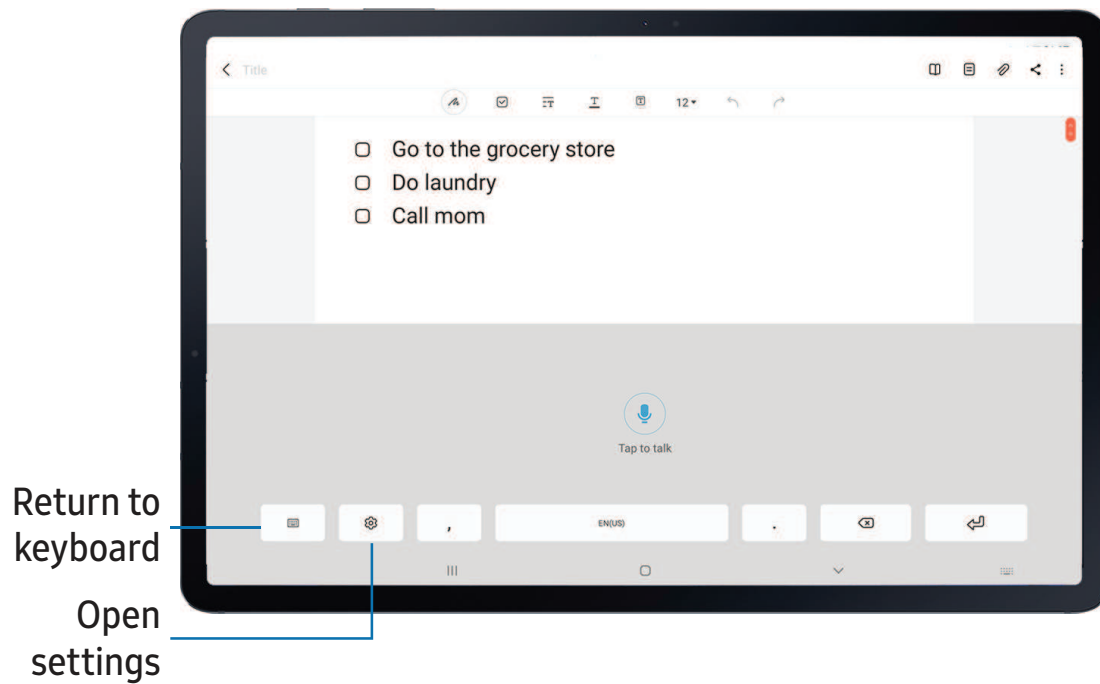 Title
12
Go to the grocery store
Do laundry
Call mom
Tap to talk
, EN(US) .
Return to
keyboard
Open
settings